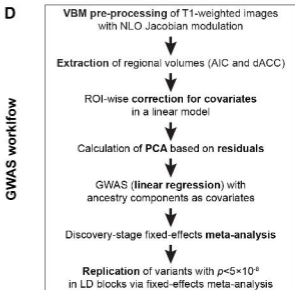 D
GWAS worklfow
VBM pre-processing of T1-weighted images
with NLO Jacobian modulation
Extraction of regional volumes (AIC and dACC)
ROI-wise correction for covariates
in a linear model
Calculation of PCA based on residuals
GWAS (linear regression) with
ancestry components as covariates
Discovery-stage fixed-effects meta-analysis
Replication of variants with p<5×10⁻⁸
in LD blocks via fixed-effects meta-analysis